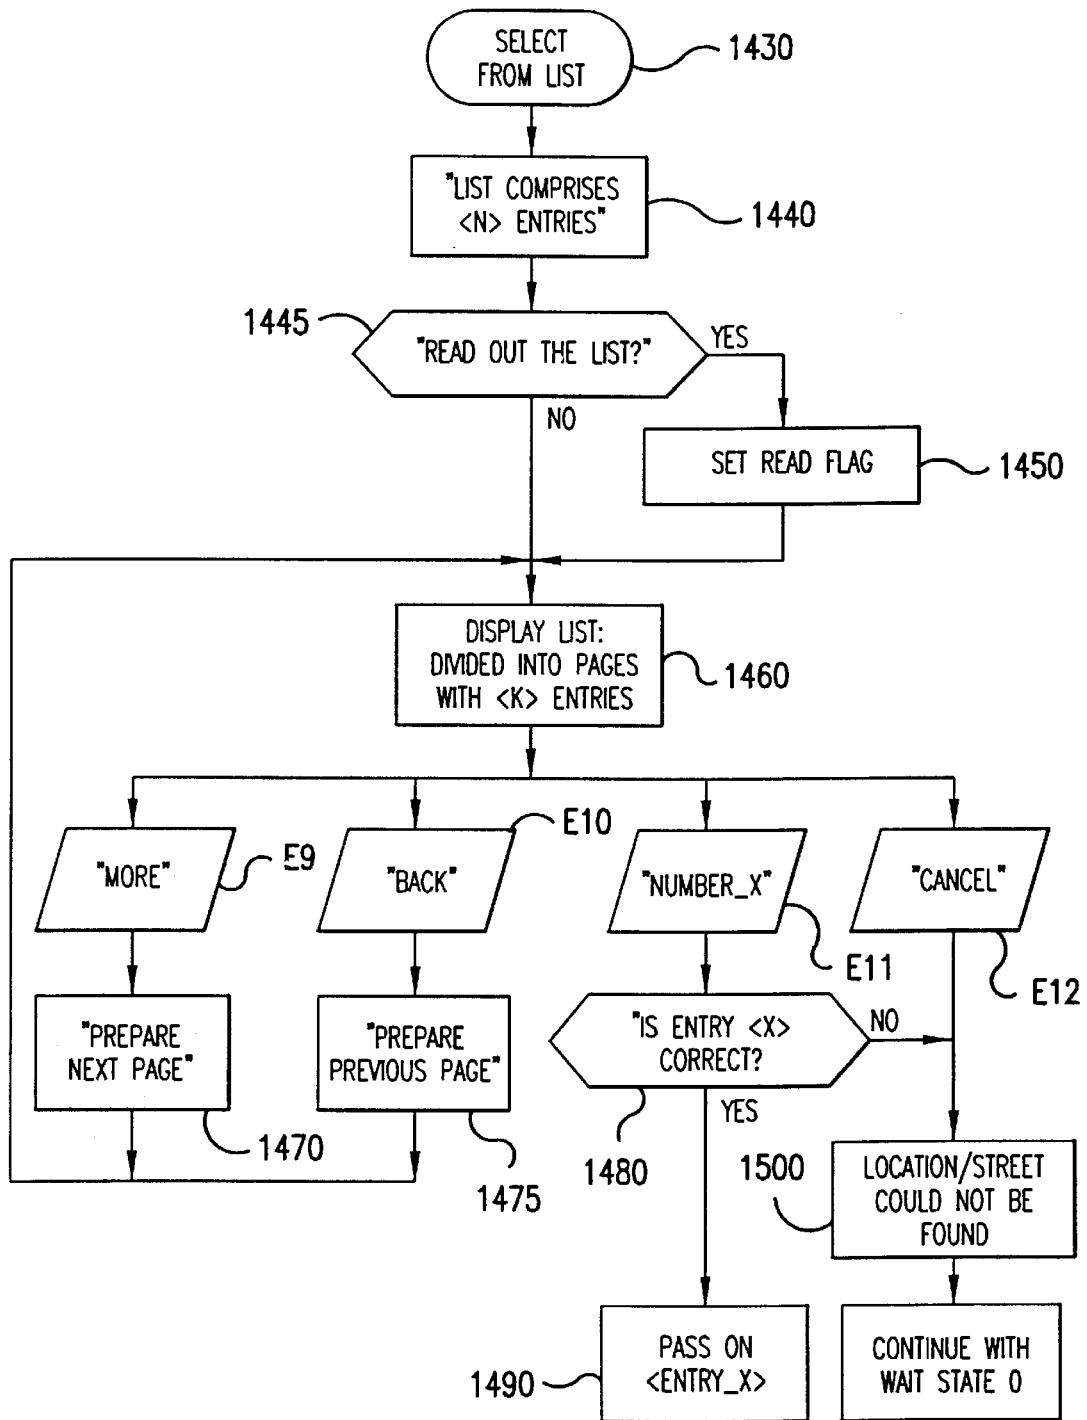 SELECT
FROM LIST
1430
"LIST COMPRISES
<N> ENTRIES"
1440
1445
"READ OUT THE LIST?"
YES
NO
SET READ FLAG
1450
DISPLAY LIST:
DIVIDED INTO PAGES
WITH <K> ENTRIES
1460
"MORE"
E9
"BACK"
E10
"NUMBER_X"
E11
"CANCEL"
E12
"PREPARE
NEXT PAGE"
1470
"PREPARE
PREVIOUS PAGE"
1475
"IS ENTRY <X>
CORRECT?
NO
YES
1480
1500
LOCATION/STREET
COULD NOT BE
FOUND
1490
PASS ON
<ENTRY_X>
CONTINUE WITH
WAIT STATE 0